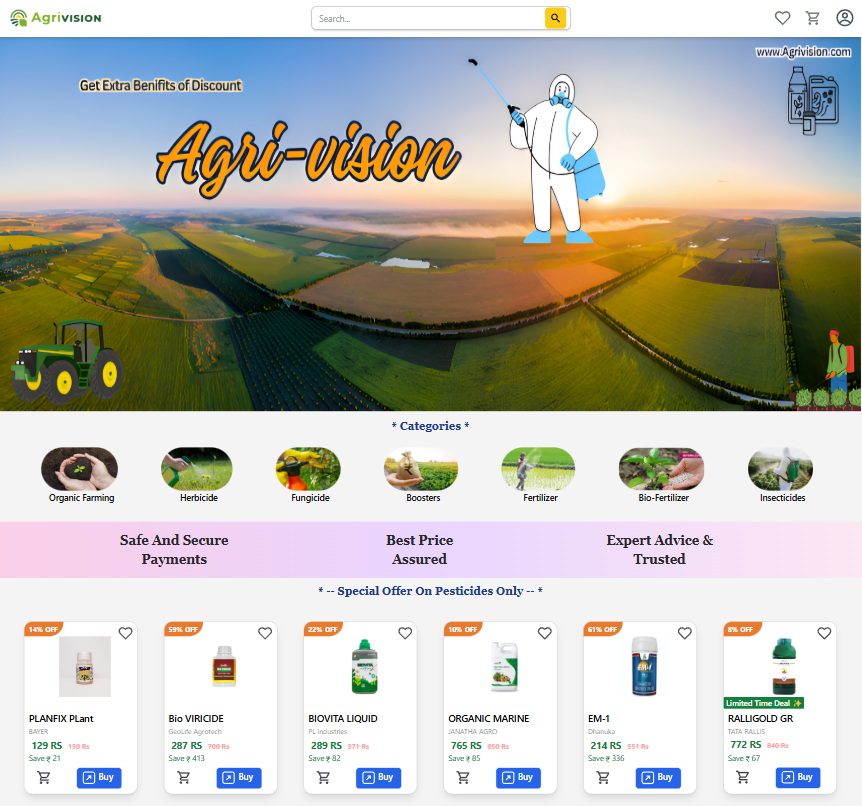 AgriVISION
Search...
www.Agrivision.com
Get Extra Benifits of Discount
Agri-vision
* Categories *
Organic Farming
Herbicide
Fungicide
Boosters
Fertilizer
Bio-Fertilizer
Insecticides
Safe And Secure
Payments
Best Price
Assured
Expert Advice &
Trusted
* -- Special Offer On Pesticides Only -- *
14% OFF
PLANFIX PLant
BAYER
129 RS 150 Rs
Save ₹ 21
Buy
59% OFF
Bio VIRICIDE
GeoLife Agrotech
287 RS 700 Rs
Save ₹ 413
Buy
22% OFF
BIOVITA LIQUID
PL Industries
289 RS 371 Rs
Save ₹ 82
Buy
10% OFF
ORGANIC MARINE
JANATHA AGRO
765 RS 850 Rs
Save ₹ 85
Buy
61% OFF
EM-1
Dhanuka
214 RS 551 Rs
Save ₹ 336
Buy
8% OFF
Limited Time Deal ✨
RALLIGOLD GR
TATA RALLIS
772 RS 840 Rs
Save ₹ 67
Buy